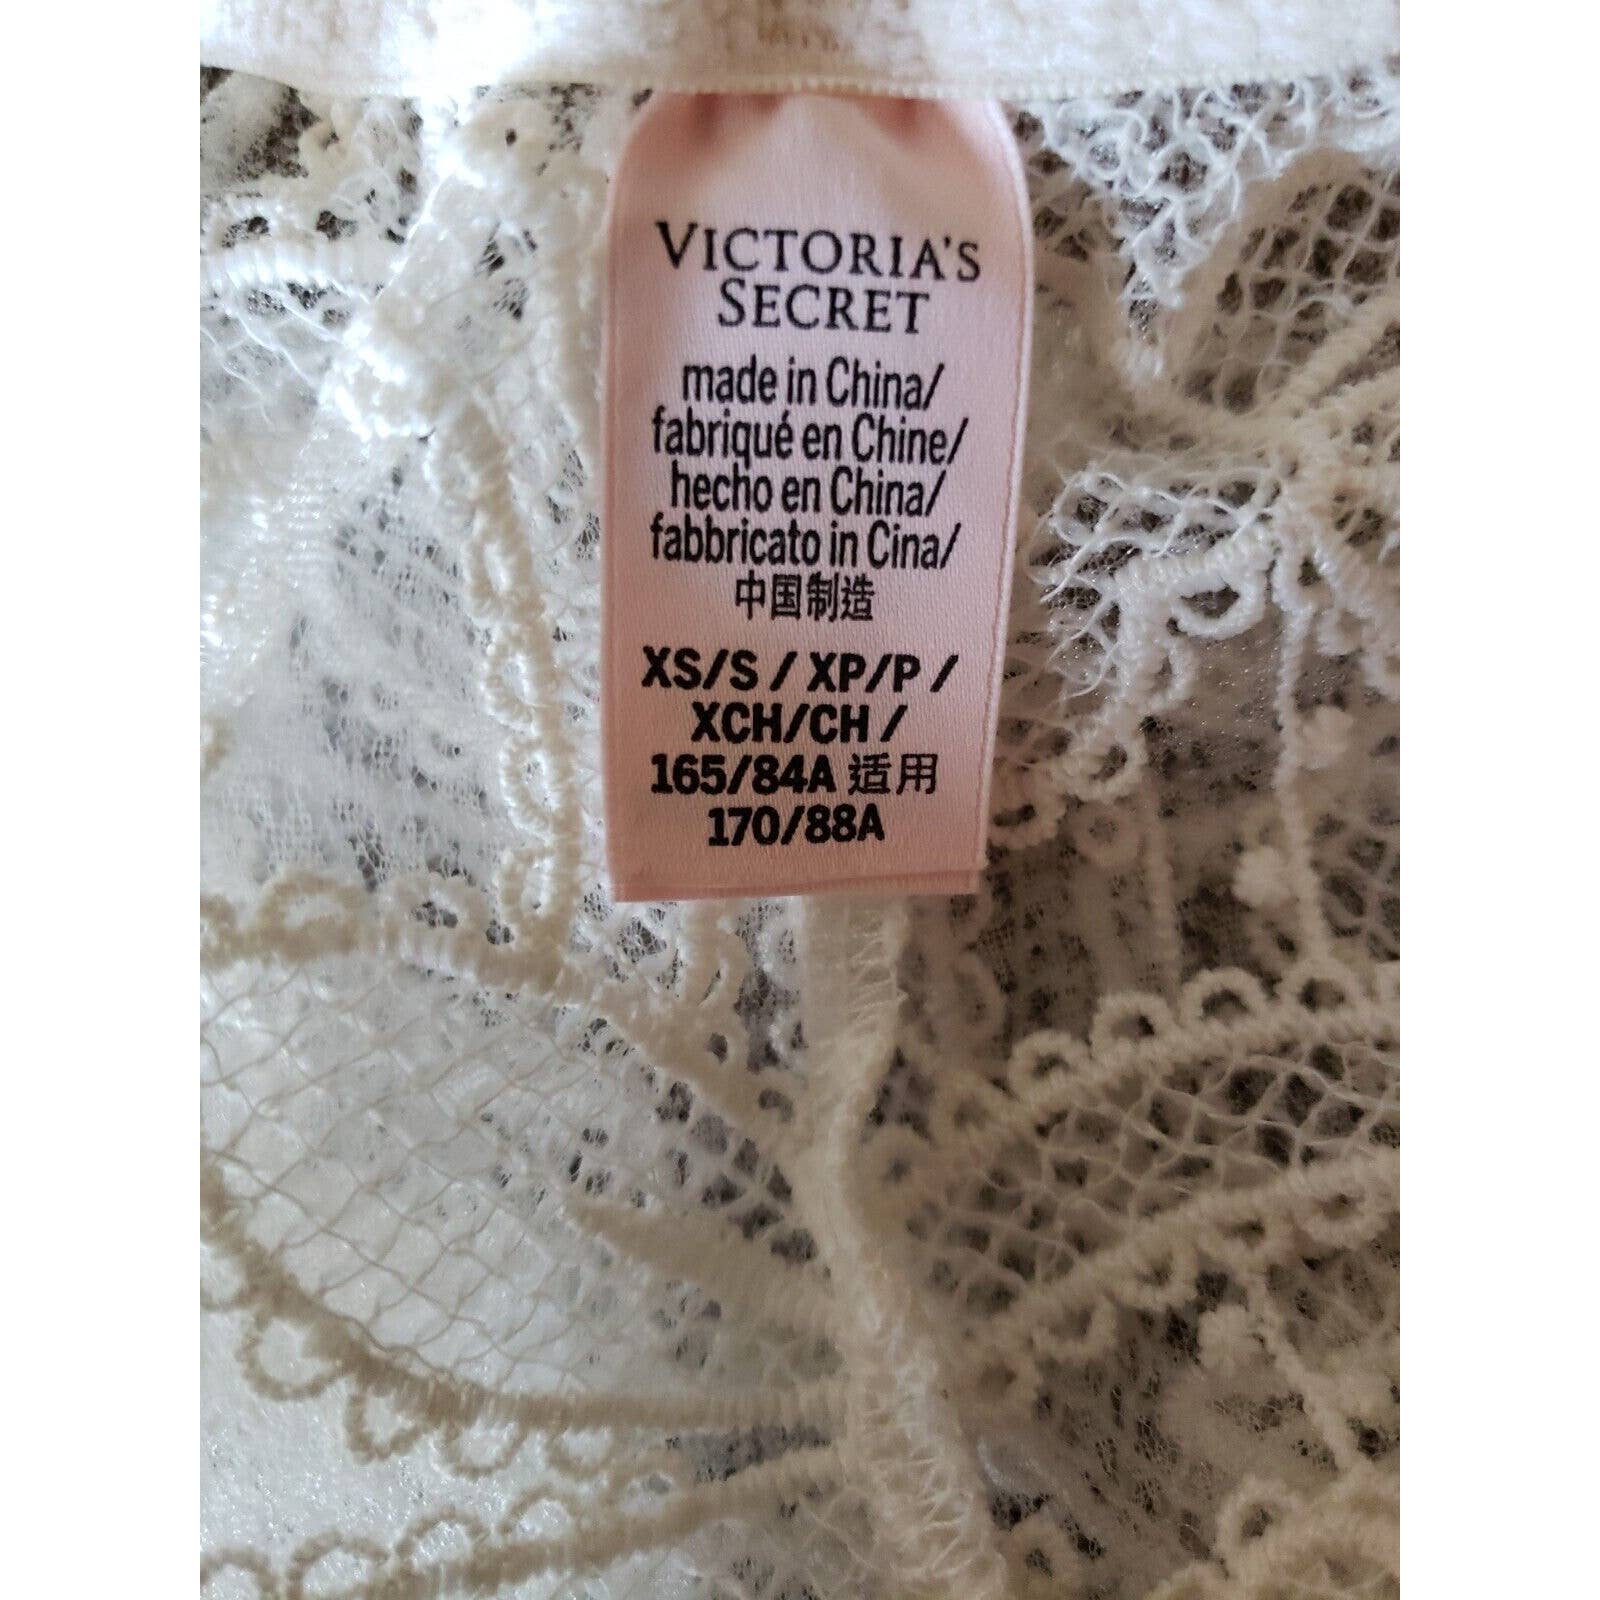 VICTORIA'S
SECRET
made in China/
fabriqué en Chine/
hecho en China/
fabbricato in Cina/
中国制造
XS/S / XP/P /
XCH/CH /
165/84A 适用
170/88A